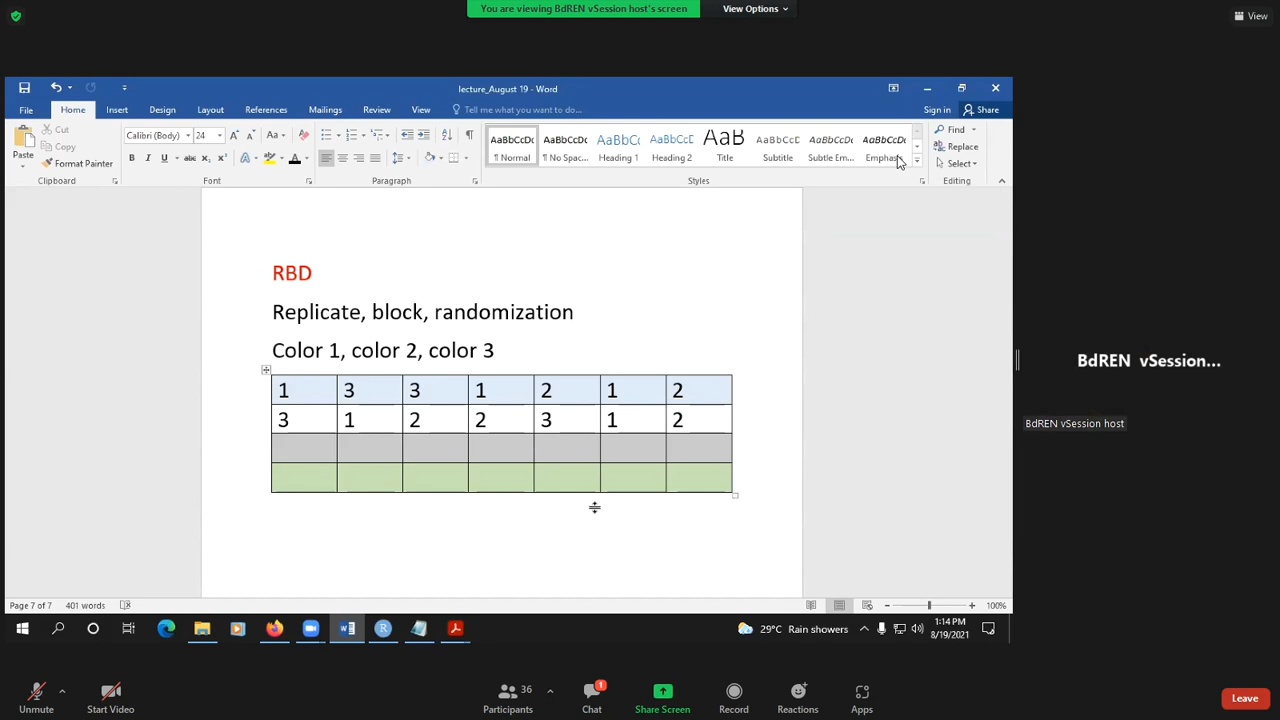 You are viewing BdREN vSession host's screen
View Options
View
lecture_August 19 - Word
File Home Insert Design Layout References Mailings Review View Tell me what you want to do... Sign in Share
Paste
Cut
Copy
Format Painter
Calibri (Body) 24
AaBbCcDc AaBbCcDc AaBbCc AaBbCcE AaB AaBbCcE AaBbCcDc AaBbCcDc
¶ Normal ¶ No Spac... Heading 1 Heading 2 Title Subtitle Subtle Em... Emphasis
Find
Replace
Select
Clipboard Font Paragraph Styles Editing
RBD
Replicate, block, randomization
Color 1, color 2, color 3
1 3 3 1 2 1 2
3 1 2 2 3 1 2
BdREN vSession...
BdREN vSession host
Page 7 of 7 401 words 100%
29°C Rain showers
1:14 PM
8/19/2021
36
1
Unmute Start Video Participants Chat Share Screen Record Reactions Apps Leave